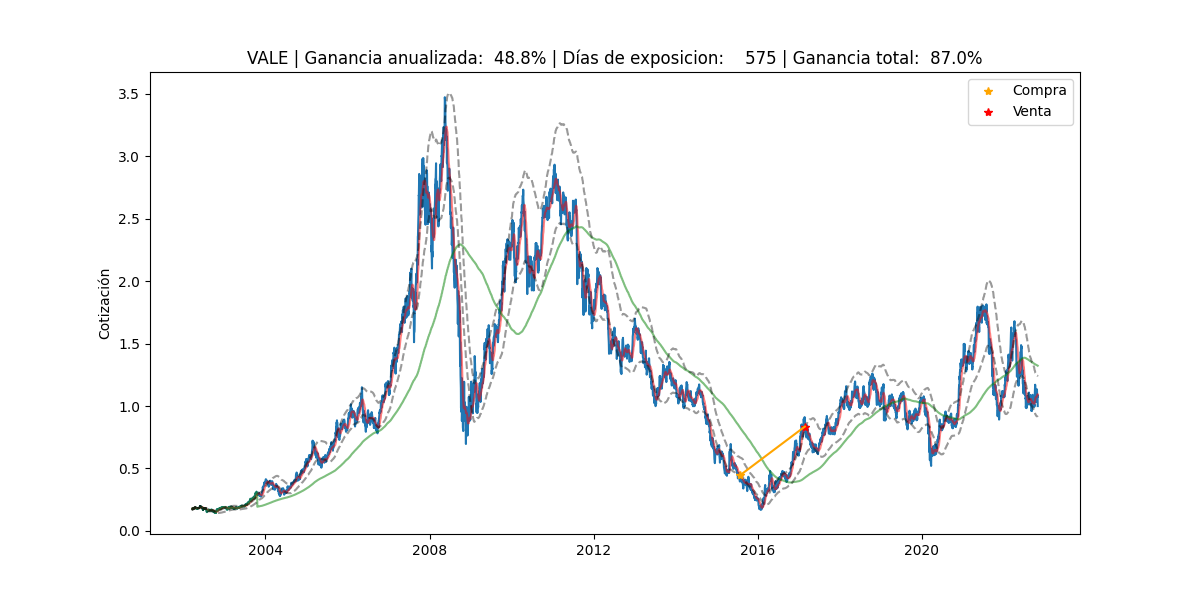 VALE | Ganancia anualizada:  48.8% | Días de exposicion:    575 | Ganancia total:  87.0%
Compra
Venta
Cotización
3.5
3.0
2.5
2.0
1.5
1.0
0.5
0.0
2004 2008 2012 2016 2020